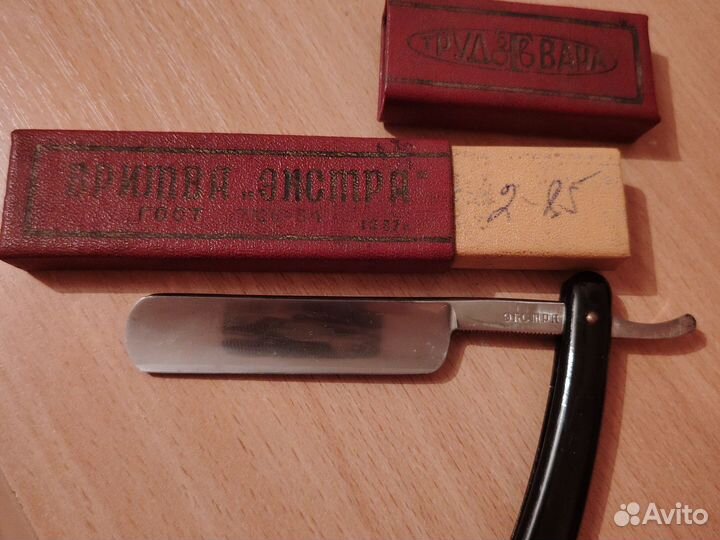 ТРУД ВАЧА
БРИТВА „ЭКСТРА"
ГОСТ
2-85
ЭКСТРА
Avito